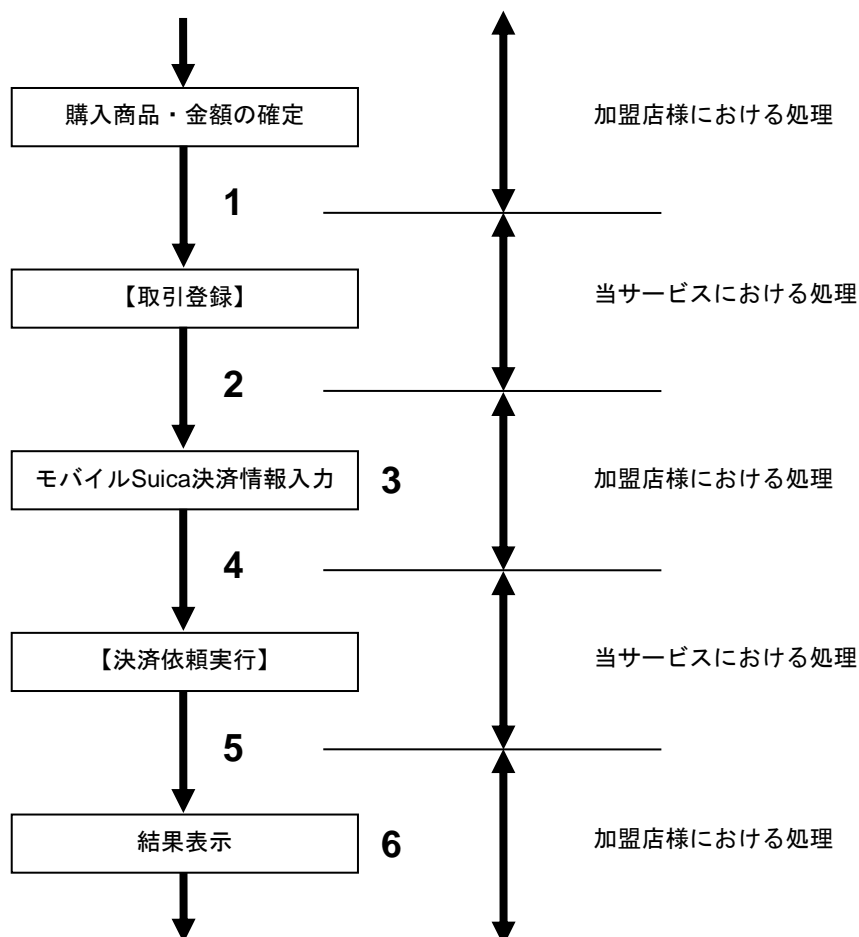 購入商品・金額の確定
加盟店様における処理
1
【取引登録】
当サービスにおける処理
2
モバイルSuica決済情報入力
3
加盟店様における処理
4
【決済依頼実行】
当サービスにおける処理
5
結果表示
6
加盟店様における処理